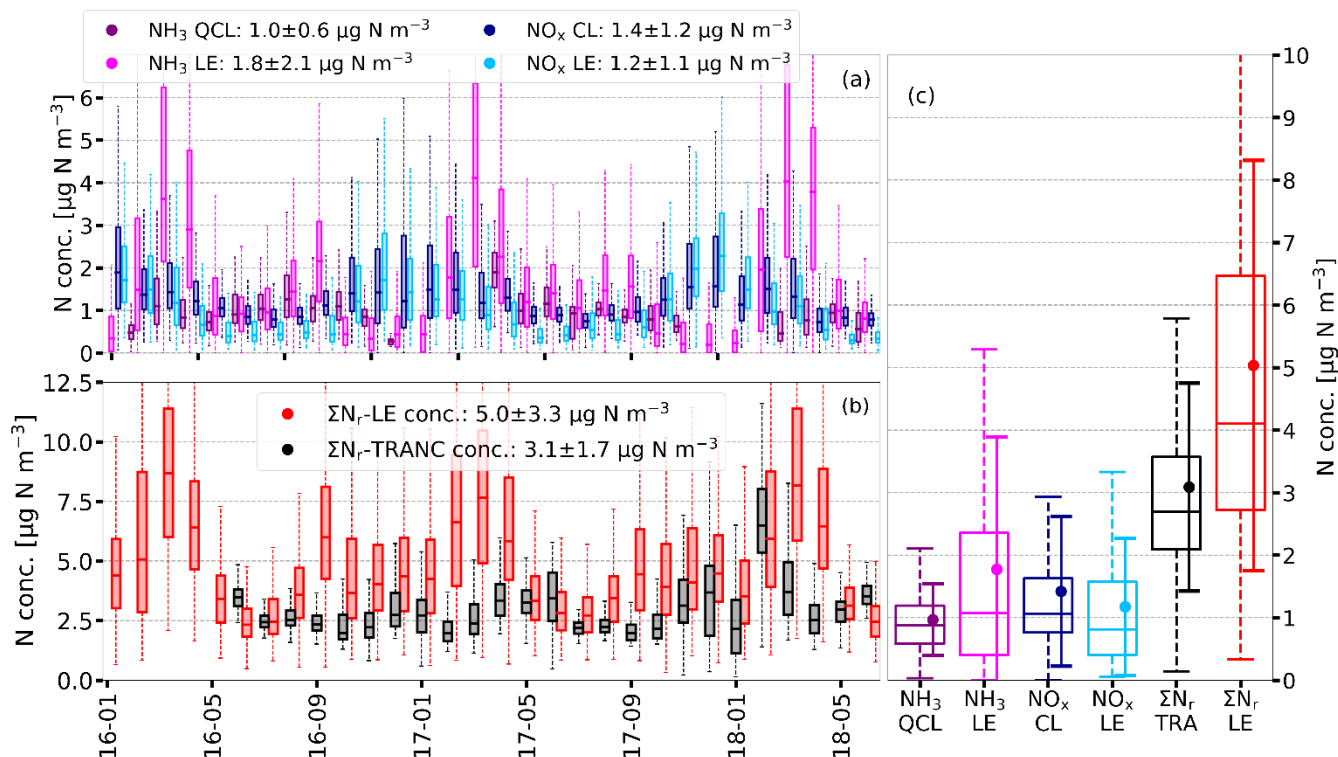 NH₃ QCL: 1.0±0.6 µg N m⁻³
NH₃ LE: 1.8±2.1 µg N m⁻³
NOₓ CL: 1.4±1.2 µg N m⁻³
NOₓ LE: 1.2±1.1 µg N m⁻³
(a)
N conc. [µg N m⁻³]
6
5
4
3
2
1
0
(b)
ΣNᵣ-LE conc.: 5.0±3.3 µg N m⁻³
ΣNᵣ-TRANC conc.: 3.1±1.7 µg N m⁻³
N conc. [µg N m⁻³]
12.5
10.0
7.5
5.0
2.5
0.0
16-01
16-05
16-09
17-01
17-05
17-09
18-01
18-05
(c)
10
9
8
7
6
5
4
3
2
1
0
N conc. [µg N m⁻³]
NH₃ QCL
NH₃ LE
NOₓ CL
NOₓ LE
ΣNᵣ TRA
ΣNᵣ LE